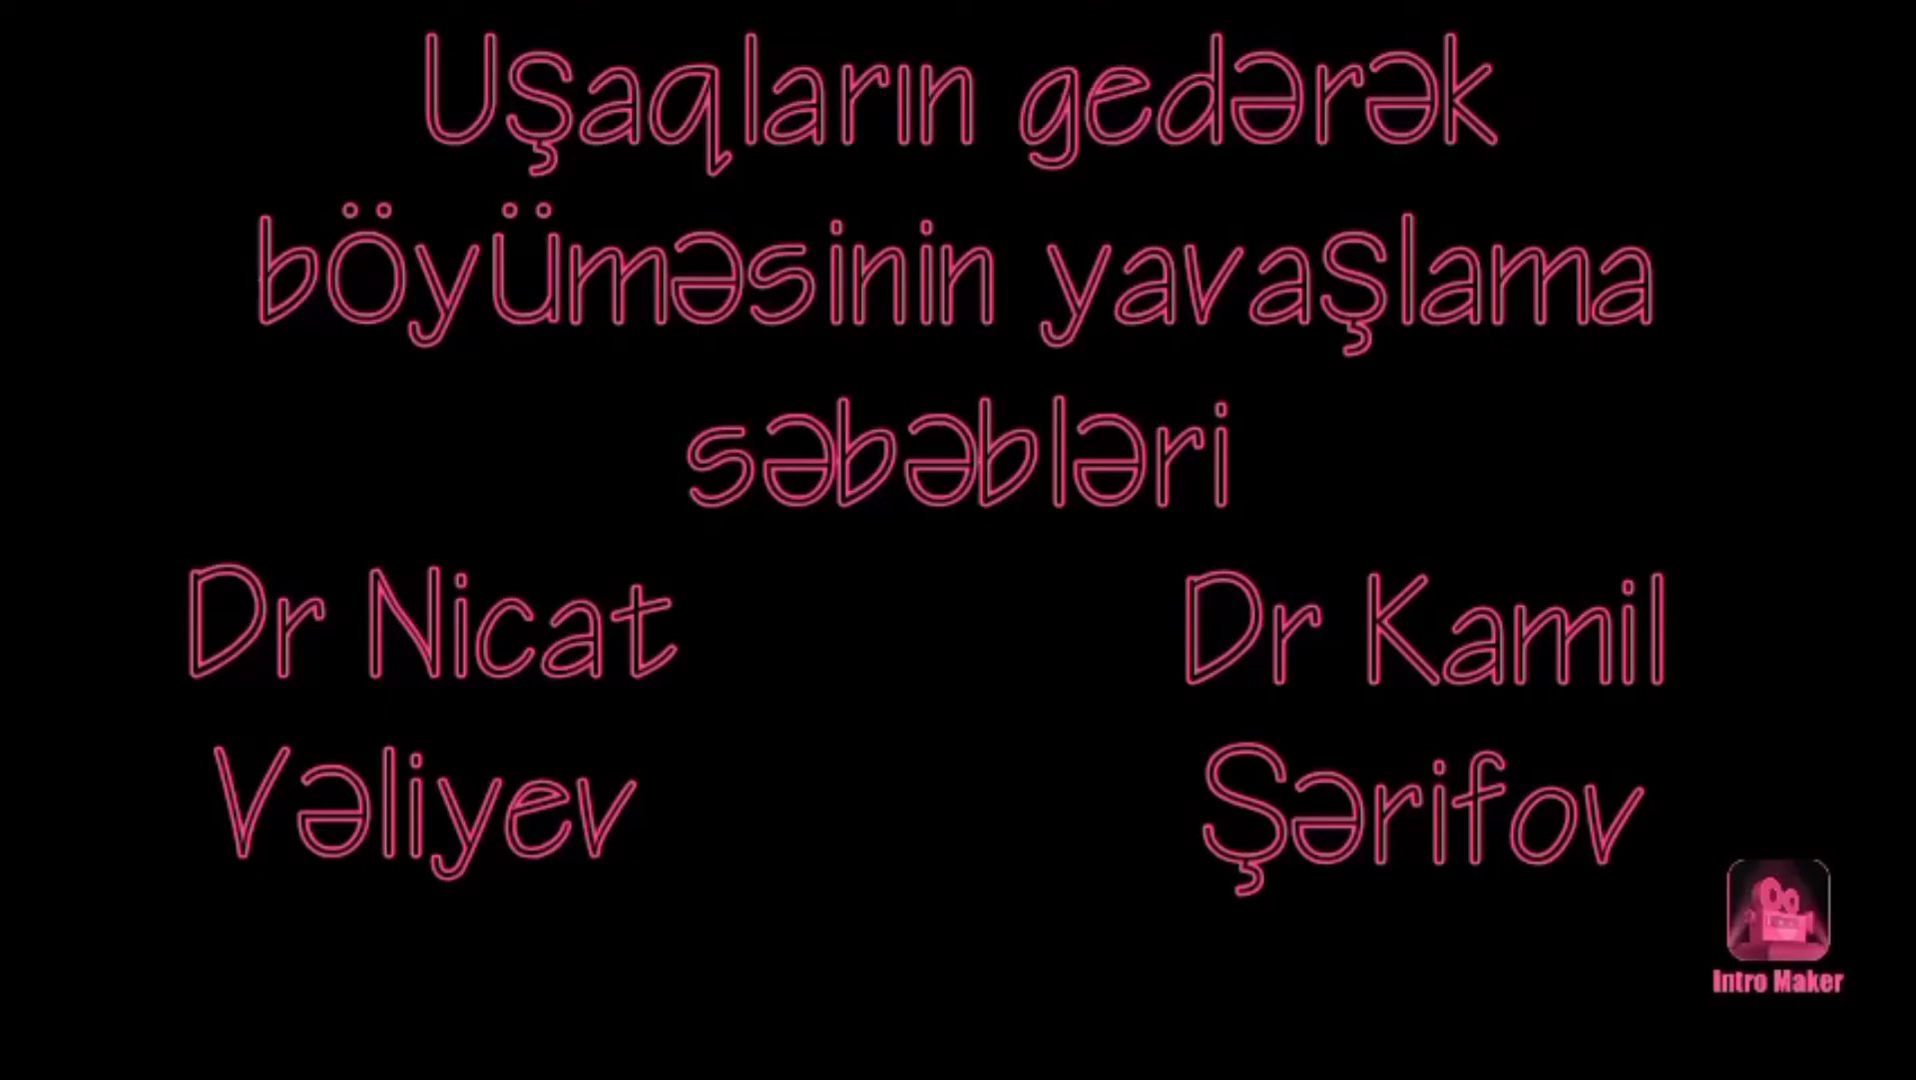 Uşaqların gedərək
böyüməsinin yavaşlama
səbəbləri
Dr Nicat
Vəliyev
Dr Kamil
Şərifov
Intro Maker